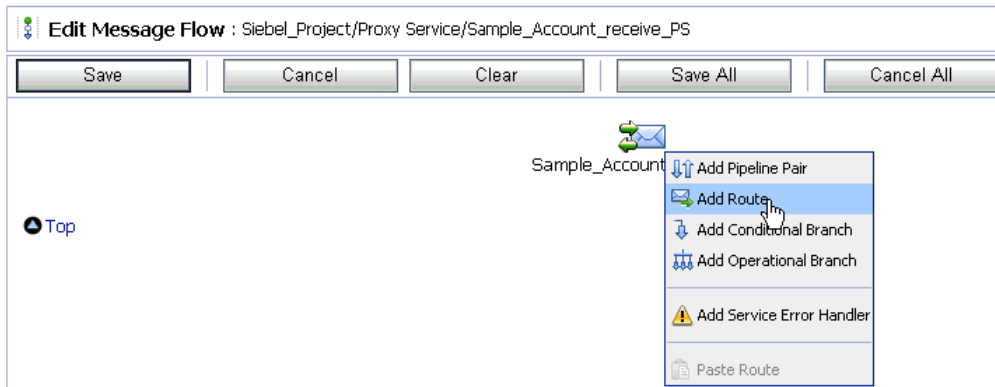 Edit Message Flow : Siebel_Project/Proxy Service/Sample_Account_receive_PS
Save Cancel Clear Save All Cancel All
Sample_Account
Add Pipeline Pair
Add Route
Add Conditional Branch
Add Operational Branch
Add Service Error Handler
Paste Route
Top